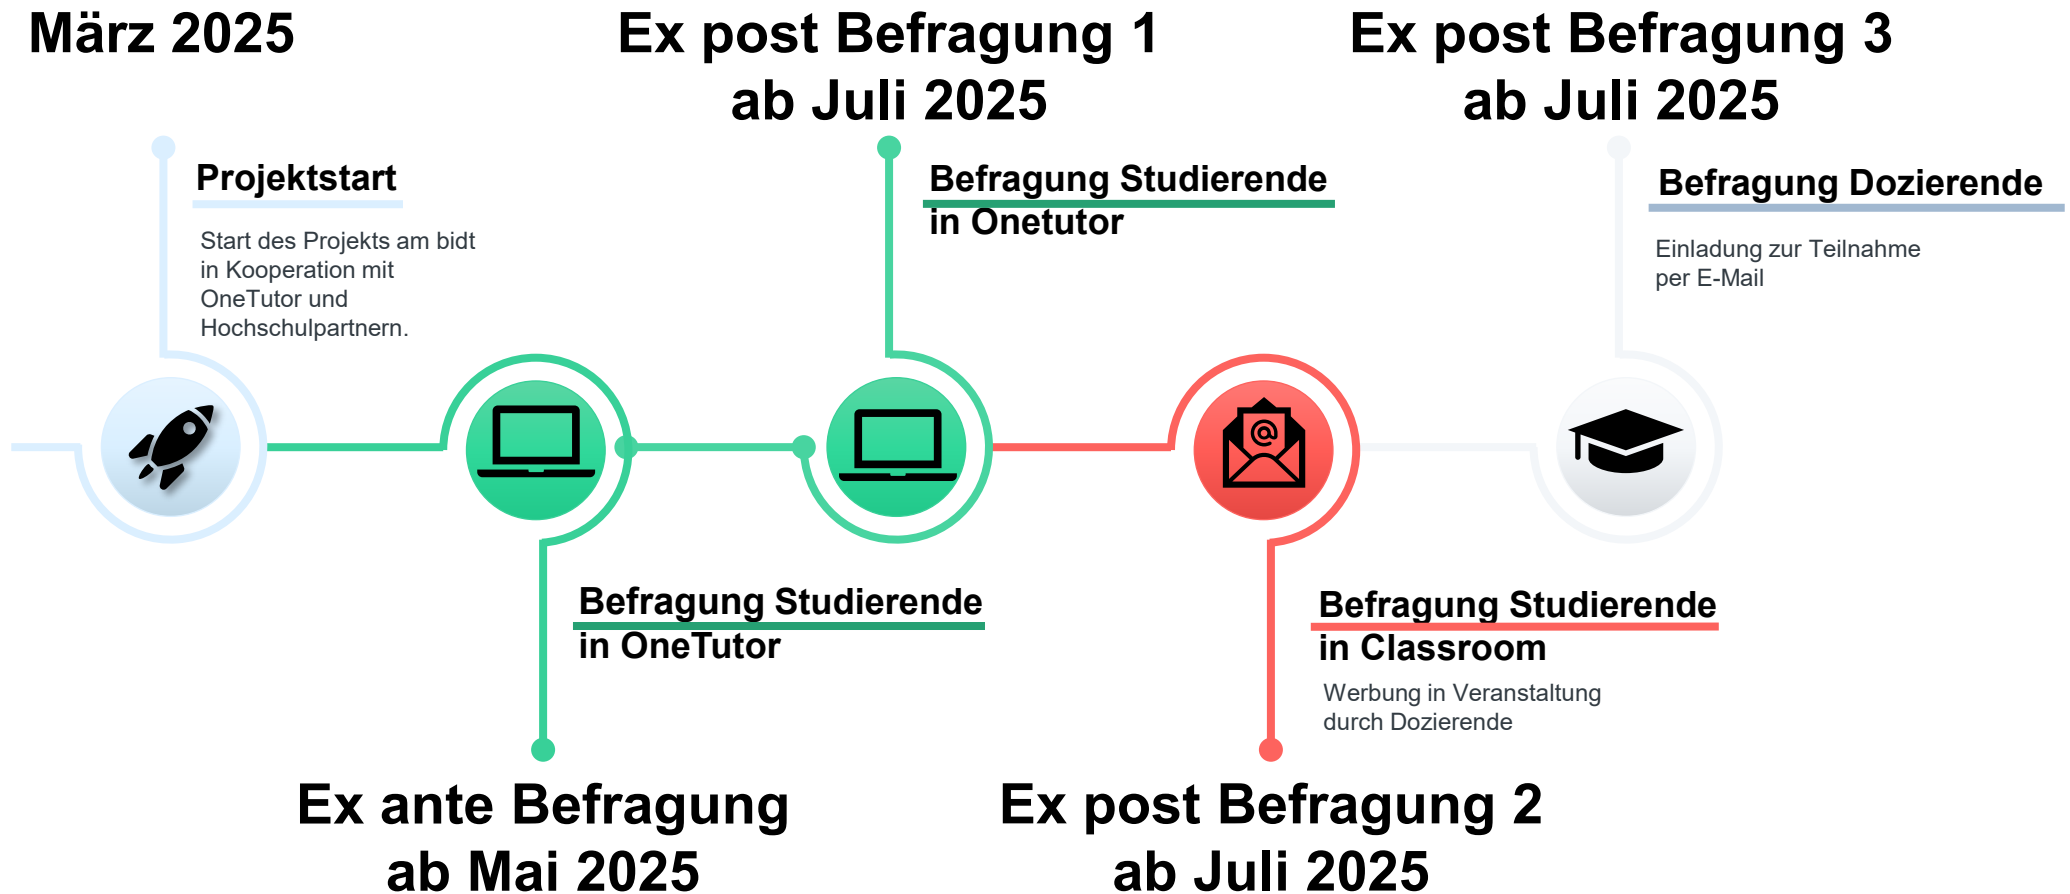 März 2025
Projektstart
Start des Projekts am bidt
in Kooperation mit
OneTutor und
Hochschulpartnern.
Ex ante Befragung
ab Mai 2025
Befragung Studierende
in OneTutor
Ex post Befragung 1
ab Juli 2025
Befragung Studierende
in Onetutor
Ex post Befragung 2
ab Juli 2025
Befragung Studierende
in Classroom
Werbung in Veranstaltung
durch Dozierende
Ex post Befragung 3
ab Juli 2025
Befragung Dozierende
Einladung zur Teilnahme
per E-Mail
@